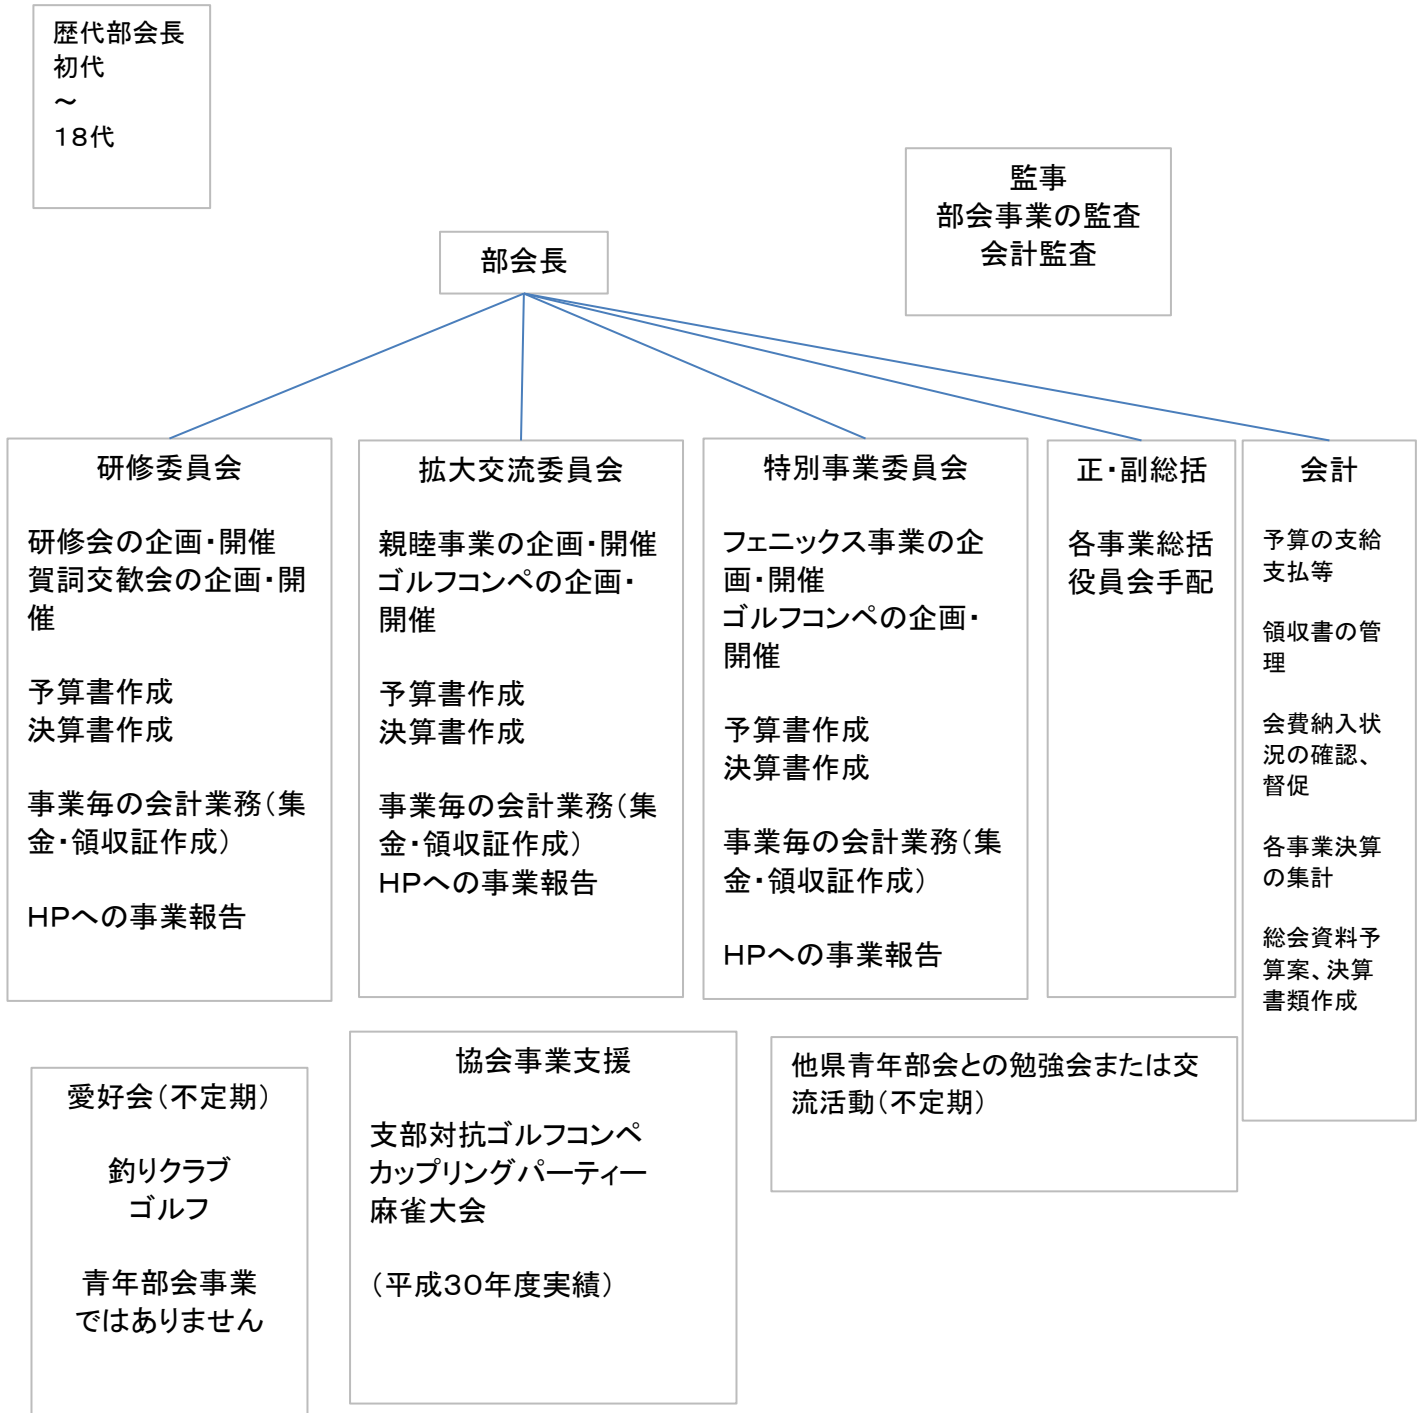 歴代部会長
初代
～
18代
監事
部会事業の監査
会計監査
部会長
研修委員会
研修会の企画・開催
賀詞交歓会の企画・開
催
予算書作成
決算書作成
事業毎の会計業務（集
金・領収証作成）
HPへの事業報告
拡大交流委員会
親睦事業の企画・開催
ゴルフコンペの企画・
開催
予算書作成
決算書作成
事業毎の会計業務（集
金・領収証作成）
HPへの事業報告
特別事業委員会
フェニックス事業の企
画・開催
ゴルフコンペの企画・
開催
予算書作成
決算書作成
事業毎の会計業務（集
金・領収証作成）
HPへの事業報告
正・副総括
各事業総括
役員会手配
会計
予算の支給
支払等
領収書の管
理
会費納入状
況の確認、
督促
各事業決算
の集計
総会資料予
算案、決算
書類作成
愛好会（不定期）
釣りクラブ
ゴルフ
青年部会事業
ではありません
協会事業支援
支部対抗ゴルフコンペ
カップリングパーティー
麻雀大会
（平成30年度実績）
他県青年部会との勉強会または交
流活動（不定期）